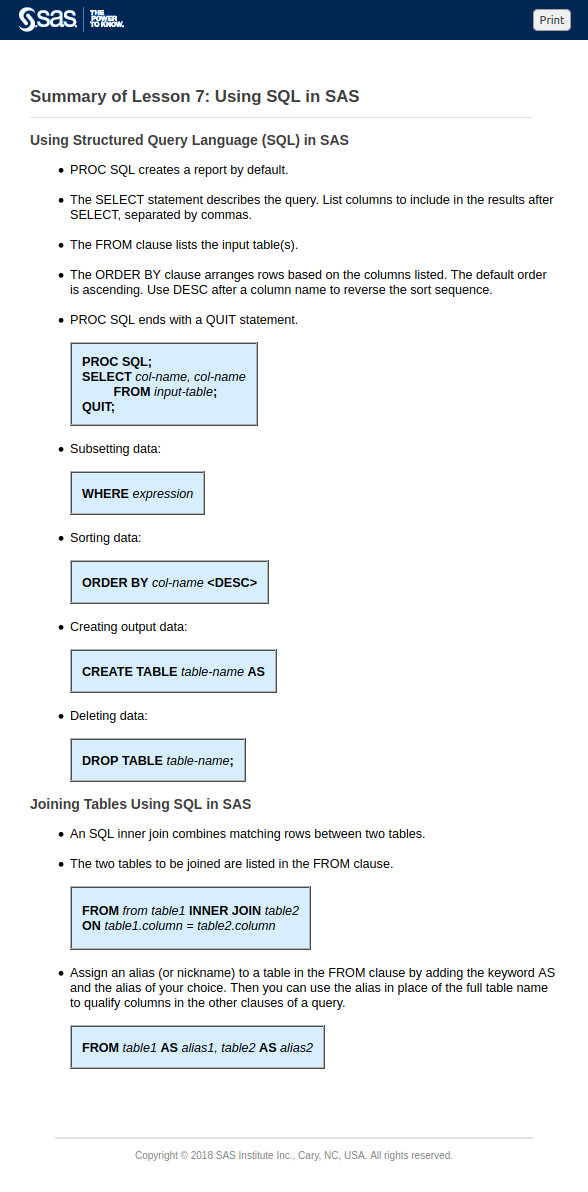 sas THE
POWER
TO KNOW.
Print
Summary of Lesson 7: Using SQL in SAS
Using Structured Query Language (SQL) in SAS
• PROC SQL creates a report by default.
• The SELECT statement describes the query. List columns to include in the results after
SELECT, separated by commas.
• The FROM clause lists the input table(s).
• The ORDER BY clause arranges rows based on the columns listed. The default order
is ascending. Use DESC after a column name to reverse the sort sequence.
• PROC SQL ends with a QUIT statement.
PROC SQL;
SELECT col-name, col-name
FROM input-table;
QUIT;
• Subsetting data:
WHERE expression
• Sorting data:
ORDER BY col-name <DESC>
• Creating output data:
CREATE TABLE table-name AS
• Deleting data:
DROP TABLE table-name;
Joining Tables Using SQL in SAS
• An SQL inner join combines matching rows between two tables.
• The two tables to be joined are listed in the FROM clause.
FROM from table1 INNER JOIN table2
ON table1.column = table2.column
• Assign an alias (or nickname) to a table in the FROM clause by adding the keyword AS
and the alias of your choice. Then you can use the alias in place of the full table name
to qualify columns in the other clauses of a query.
FROM table1 AS alias1, table2 AS alias2
Copyright © 2018 SAS Institute Inc., Cary, NC, USA. All rights reserved.